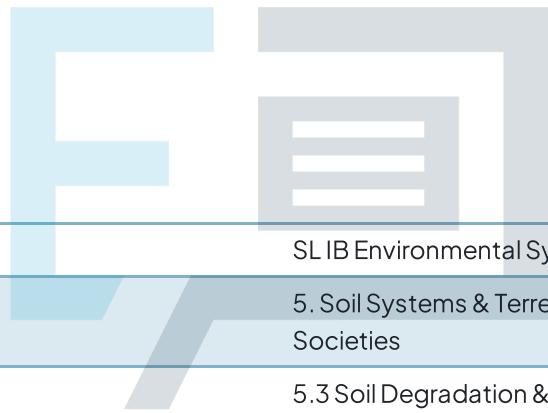 SL IB Environmental Sy
5. Soil Systems & Terre
Societies
5.3 Soil Degradation &